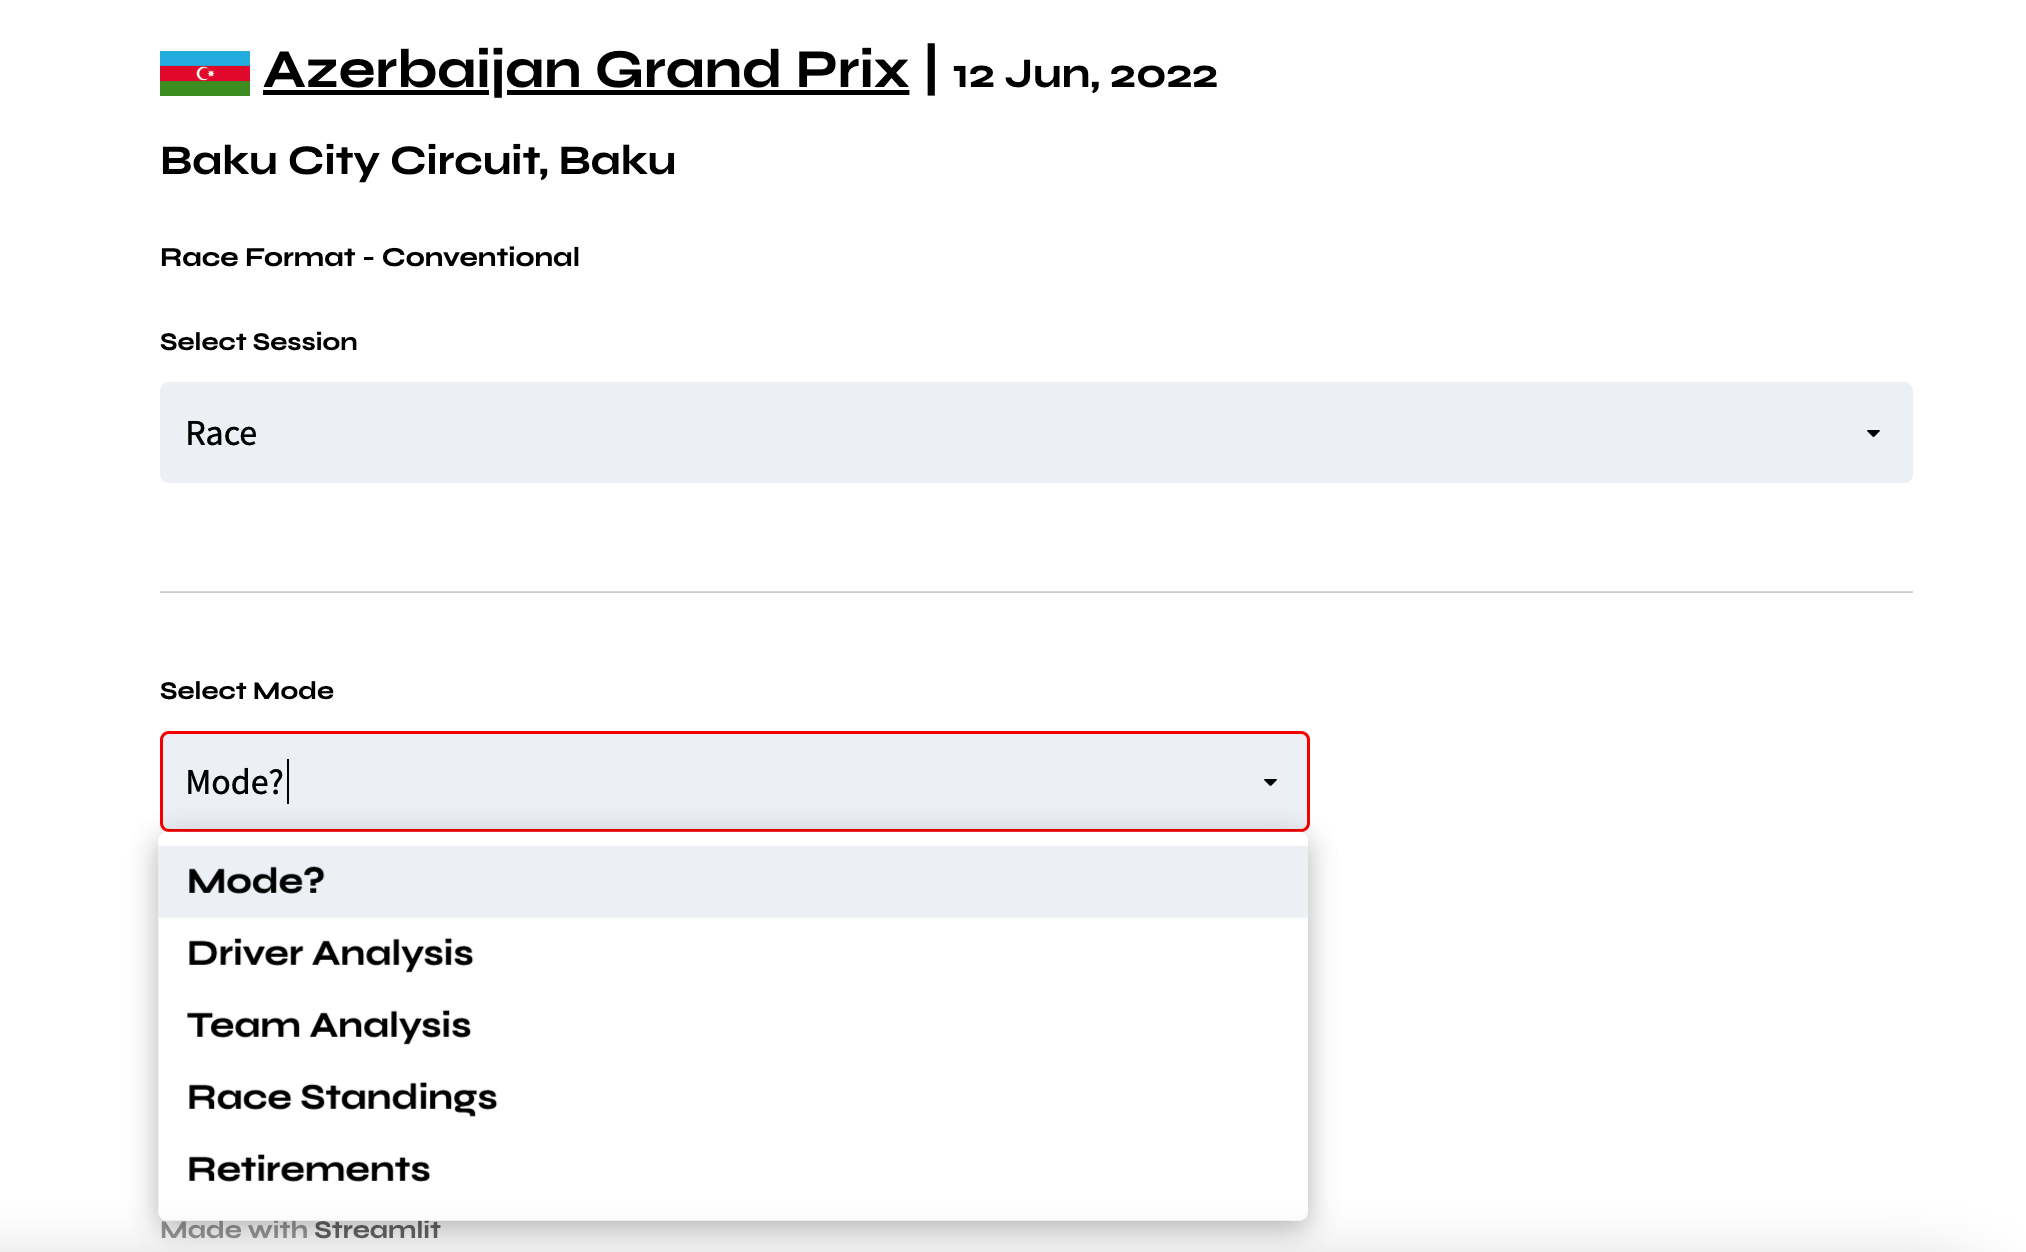 Azerbaijan Grand Prix | 12 Jun, 2022
Baku City Circuit, Baku
Race Format - Conventional
Select Session
Race
Select Mode
Mode?
Mode?
Driver Analysis
Team Analysis
Race Standings
Retirements
Made with Streamlit